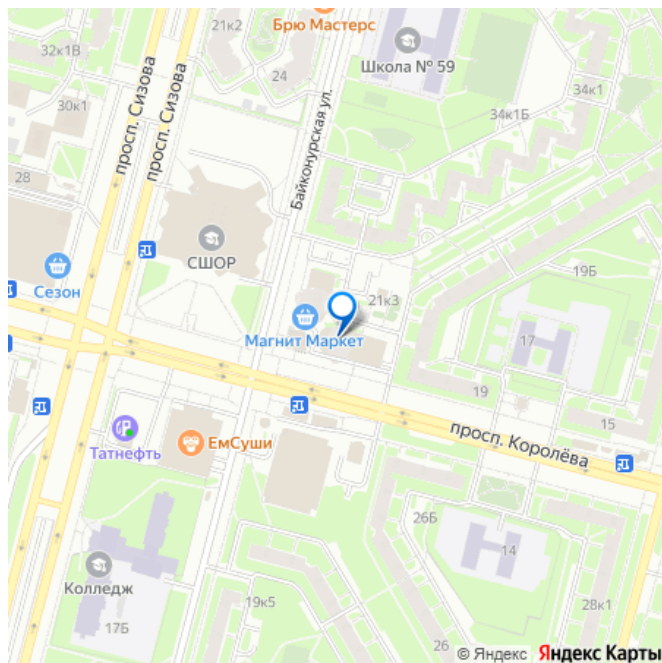 21к2
Брю Мастерс
32к1В
Школа № 59
24
просп. Сизова
просп. Сизова
34к1
30к1
34к1Б
Байконурская ул.
28
СШОР
19Б
Сезон
21к3
Магнит Маркет
17
19
15
просп. Королёва
ЕмСуши
Татнефть
26Б
14
Колледж
19к5
28к1
17Б
26
© Яндекс Яндекс Карты